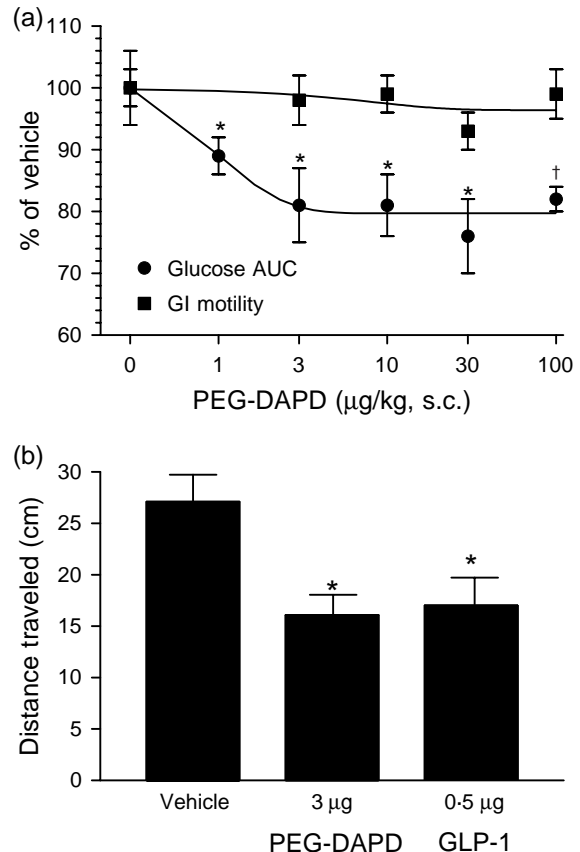 (a)
110
100
90
80
70
60
% of vehicle
*
*
*
*
†
Glucose AUC
GI motility
0 1 3 10 30 100
PEG-DAPD (μg/kg, s.c.)
(b)
30
25
20
15
10
5
0
Distance traveled (cm)
*
*
Vehicle 3 μg 0·5 μg
PEG-DAPD GLP-1